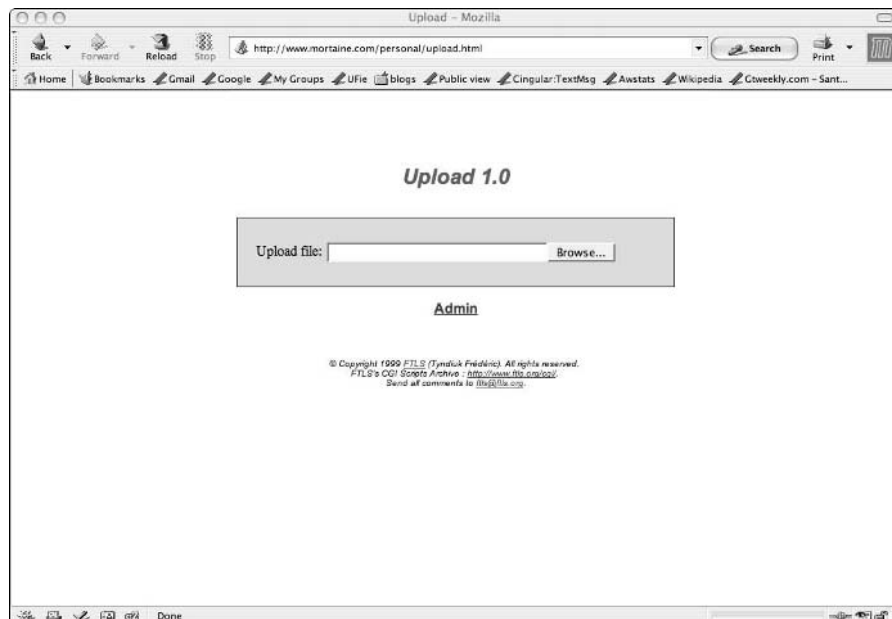 Upload – Mozilla
Back Forward Reload Stop http://www.mortaine.com/personal/upload.html Search Print
Home Bookmarks Gmail Google My Groups UFie blogs Public view Cingular:TextMsg Awstats Wikipedia Gtweekly.com – Sant...
Upload 1.0
Upload file: Browse...
Admin
© Copyright 1999 FTLS (Tyndiuk Frédéric). All rights reserved.
FTLS's CGI Scripts Archive : http://www.ftls.org/cgi/.
Send all comments to ftls@ftls.org.
Done